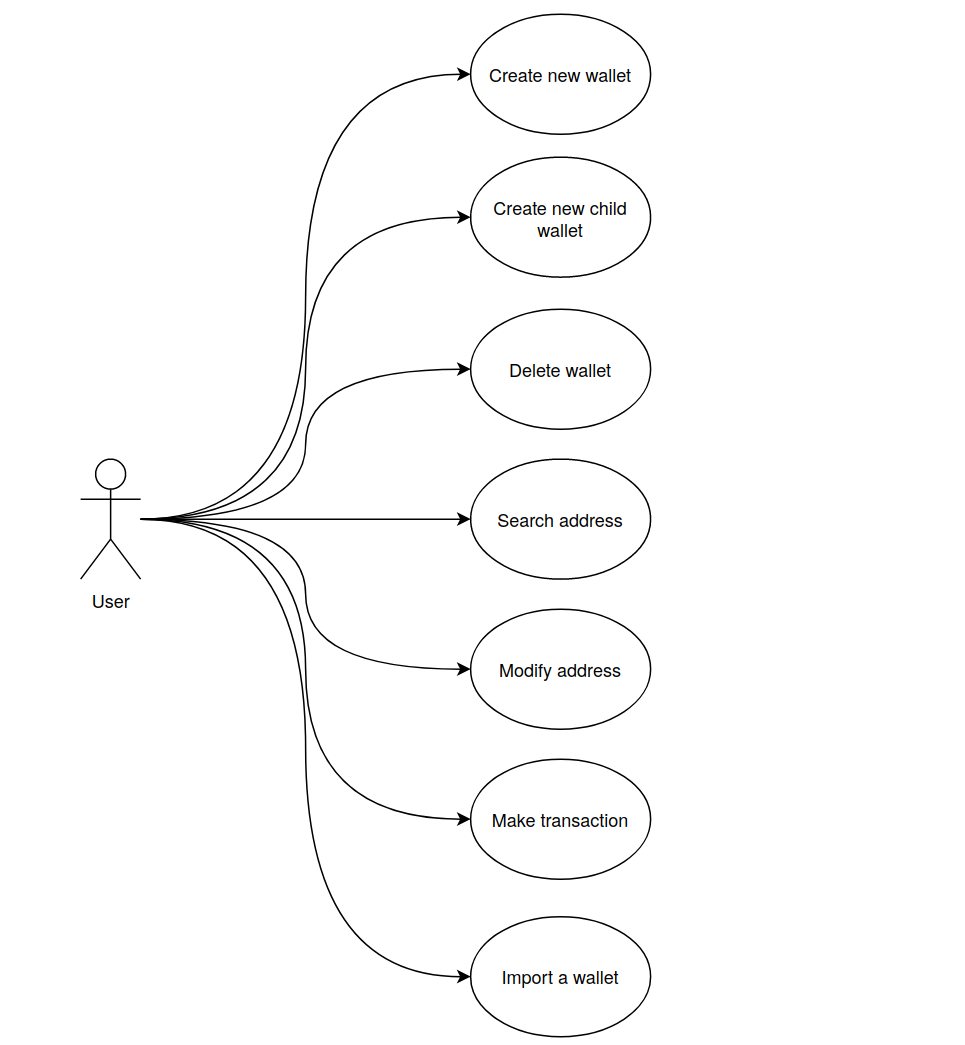 Create new wallet
Create new child
wallet
Delete wallet
Search address
User
Modify address
Make transaction
Import a wallet